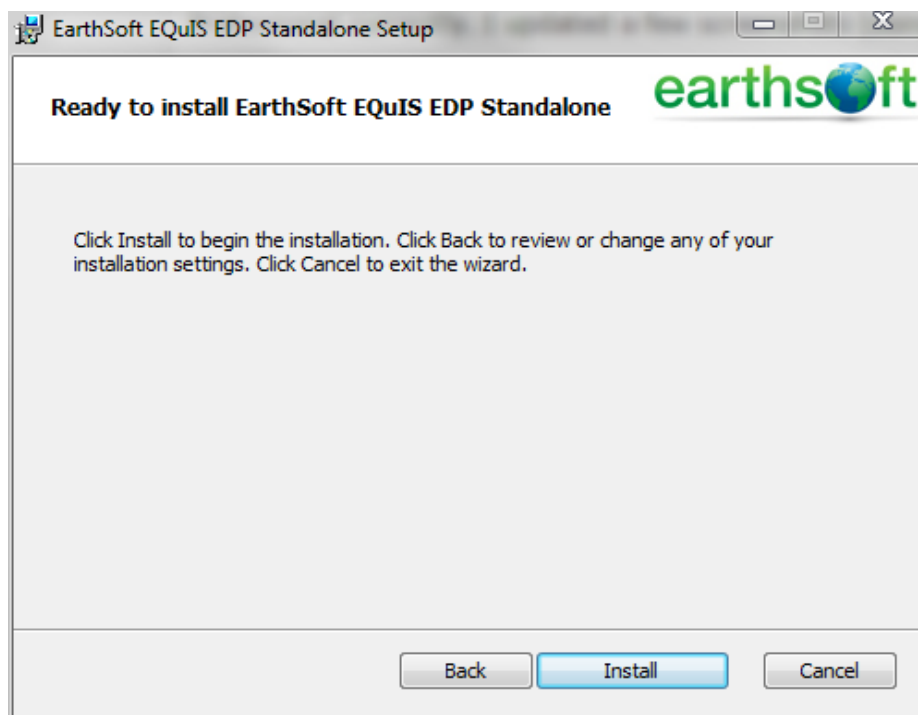 EarthSoft EQuIS EDP Standalone Setup
updated a few
Ready to install EarthSoft EQuIS EDP Standalone
earthsoft
Click Install to begin the installation. Click Back to review or change any of your
installation settings. Click Cancel to exit the wizard.
Back
Install
Cancel